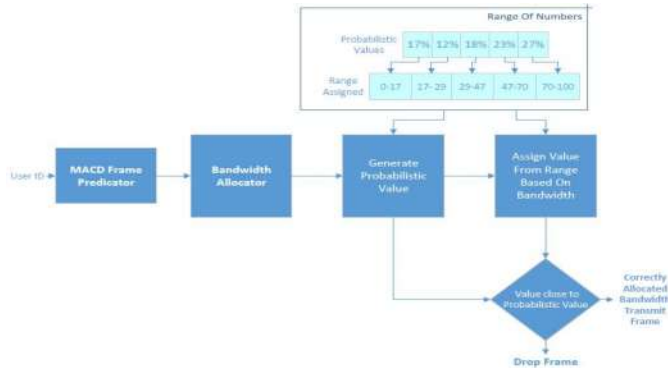 Range Of Numbers
Probabilistic Values
17% 12% 18% 23% 27%
Range Assigned
0-17 17-29 29-47 47-70 70-100
User ID
MACD Frame
Predicator
Bandwidth
Allocator
Generate
Probabilistic
Value
Assign Value
From Range
Based On
Bandwidth
Value close to
Probabilistic Value
Correctly
Allocated
Bandwidth
Transmit
Frame
Drop Frame